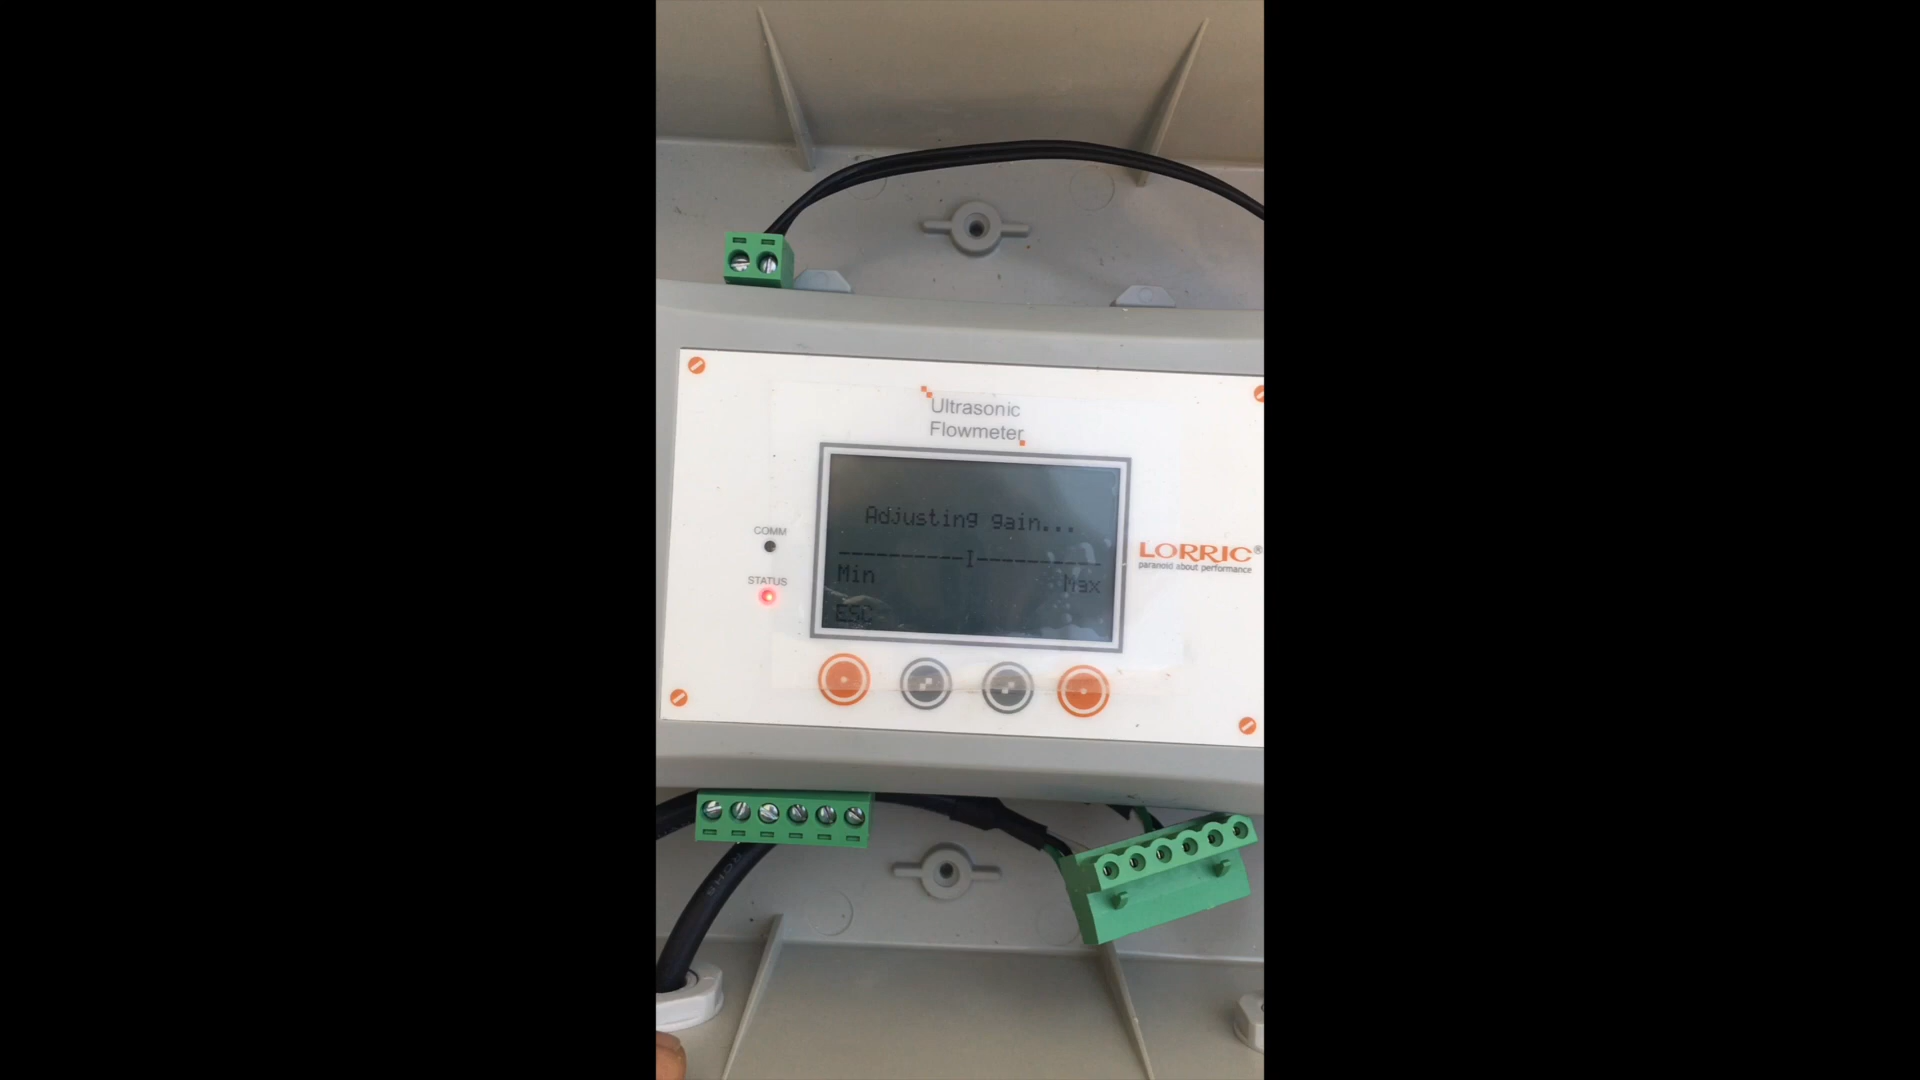 Ultrasonic
Flowmeter
Adjusting gain...
-----------I-----------
Min Max
ESC
COMM
STATUS
LORRIC®
paranoid about performance